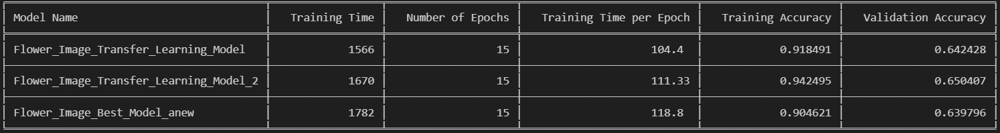 Model Name Training Time Number of Epochs Training Time per Epoch Training Accuracy Validation Accuracy
Flower_Image_Transfer_Learning_Model 1566 15 104.4 0.918491 0.642428
Flower_Image_Transfer_Learning_Model_2 1670 15 111.33 0.942495 0.650407
Flower_Image_Best_Model_anew 1782 15 118.8 0.904621 0.639796